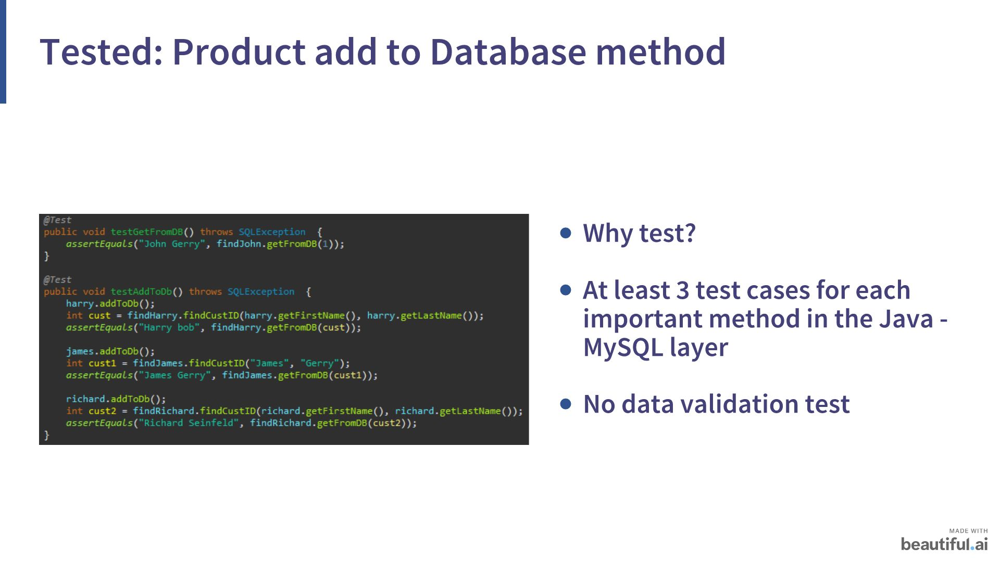 Tested: Product add to Database method
@Test
public void testGetFromDB() throws SQLException  {
    assertEquals("John Gerry", findJohn.getFromDB(1));
}
@Test
public void testAddToDb() throws SQLException  {
    harry.addToDb();
    int cust = findHarry.findCustID(harry.getFirstName(), harry.getLastName());
    assertEquals("Harry bob", findHarry.getFromDB(cust));
    james.addToDb();
    int cust1 = findJames.findCustID("James", "Gerry");
    assertEquals("James Gerry", findJames.getFromDB(cust1));
    richard.addToDb();
    int cust2 = findRichard.findCustID(richard.getFirstName(), richard.getLastName());
    assertEquals("Richard Seinfeld", findRichard.getFromDB(cust2));
}
● Why test?
● At least 3 test cases for each
important method in the Java -
MySQL layer
● No data validation test
MADE WITH
beautiful.ai